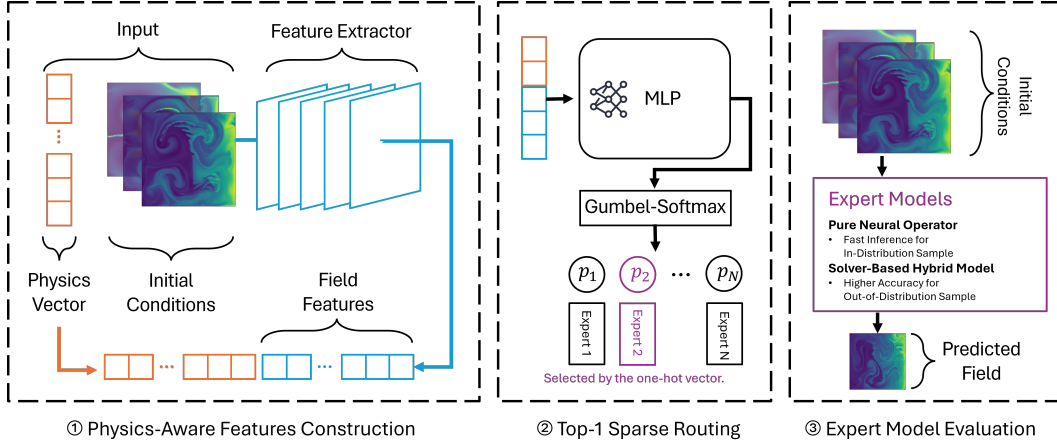 Input
Feature Extractor
Physics
Vector
Initial
Conditions
Field
Features
① Physics-Aware Features Construction
MLP
Gumbel-Softmax
p1
p2
...
pN
Expert 1
Expert 2
Expert N
Selected by the one-hot vector.
② Top-1 Sparse Routing
Initial
Conditions
Expert Models
Pure Neural Operator
• Fast Inference for
In-Distribution Sample
Solver-Based Hybrid Model
• Higher Accuracy for
Out-of-Distribution Sample
Predicted
Field
③ Expert Model Evaluation